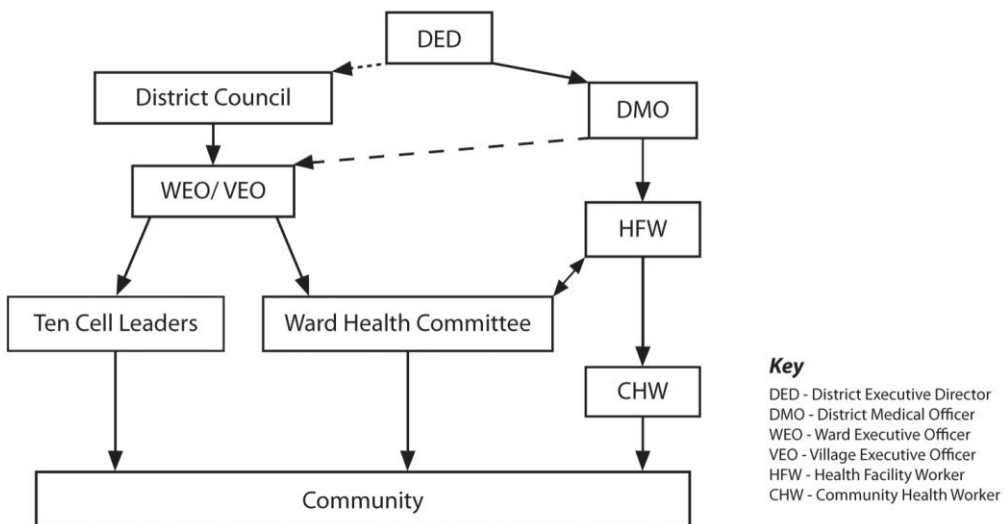 DED
District Council
DMO
WEO/ VEO
HFW
Ten Cell Leaders
Ward Health Committee
CHW
Community
Key
DED - District Executive Director
DMO - District Medical Officer
WEO - Ward Executive Officer
VEO - Village Executive Officer
HFW - Health Facility Worker
CHW - Community Health Worker